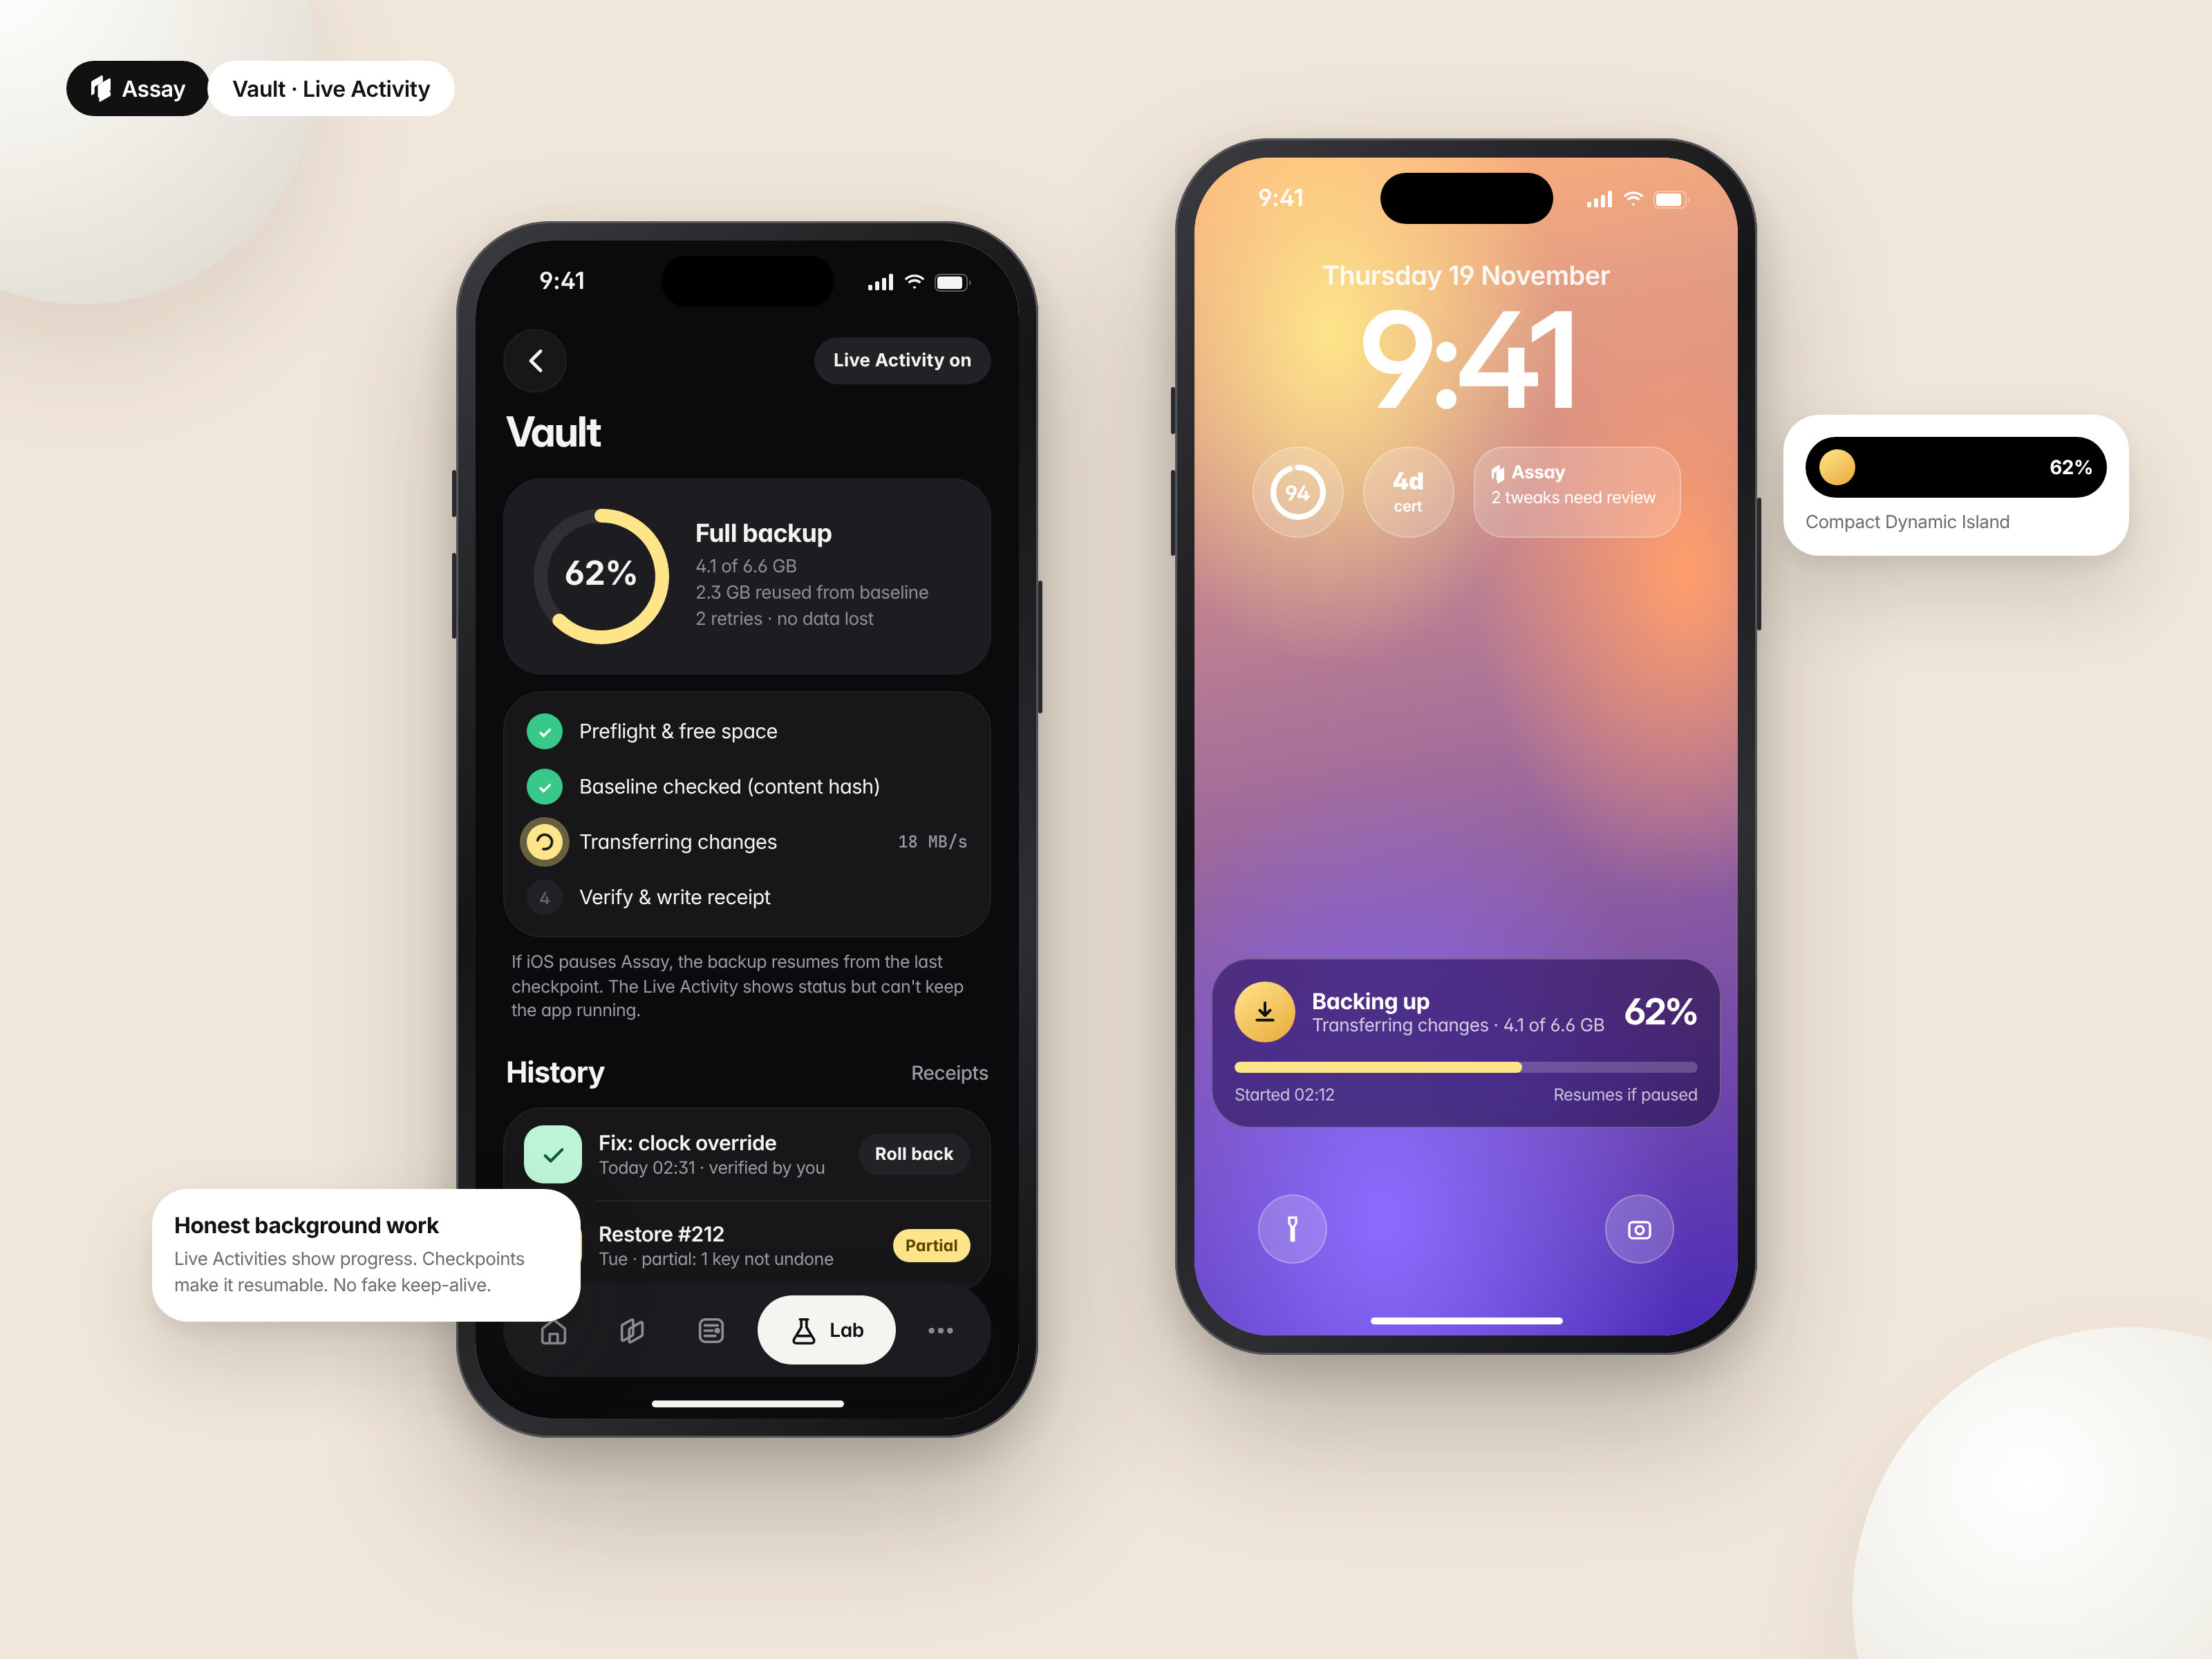 Assay
Vault · Live Activity
9:41
Live Activity on
Vault
62%
Full backup
4.1 of 6.6 GB
2.3 GB reused from baseline
2 retries · no data lost
Preflight & free space
Baseline checked (content hash)
Transferring changes
18 MB/s
4
Verify & write receipt
If iOS pauses Assay, the backup resumes from the last
checkpoint. The Live Activity shows status but can't keep
the app running.
History
Receipts
Fix: clock override
Today 02:31 · verified by you
Roll back
Restore #212
Tue · partial: 1 key not undone
Partial
Lab
Honest background work
Live Activities show progress. Checkpoints
make it resumable. No fake keep-alive.
9:41
Thursday 19 November
9:41
94
4d
cert
Assay
2 tweaks need review
Backing up
Transferring changes · 4.1 of 6.6 GB
62%
Started 02:12
Resumes if paused
62%
Compact Dynamic Island